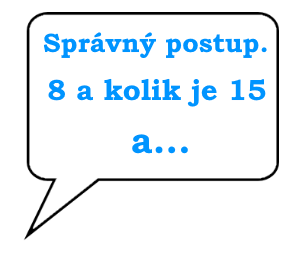 Správný postup.
8 a kolik je 15
a...